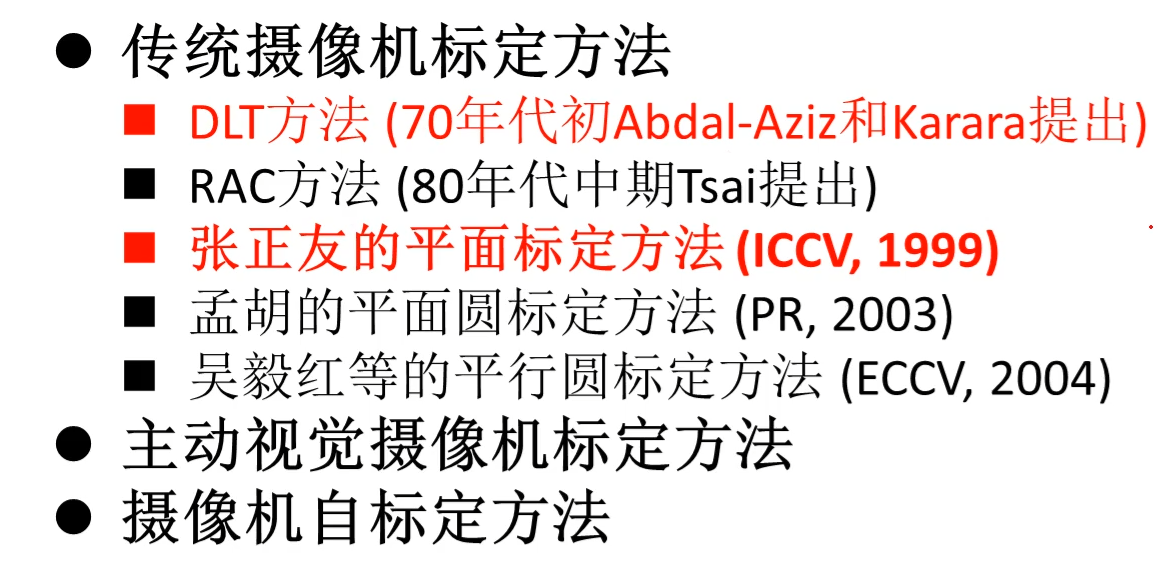 ● 传统摄像机标定方法
■ DLT方法 (70年代初Abdal-Aziz和Karara提出)
■ RAC方法 (80年代中期Tsai提出)
■ 张正友的平面标定方法 (ICCV, 1999)
■ 孟胡的平面圆标定方法 (PR, 2003)
■ 吴毅红等的平行圆标定方法 (ECCV, 2004)
● 主动视觉摄像机标定方法
● 摄像机自标定方法